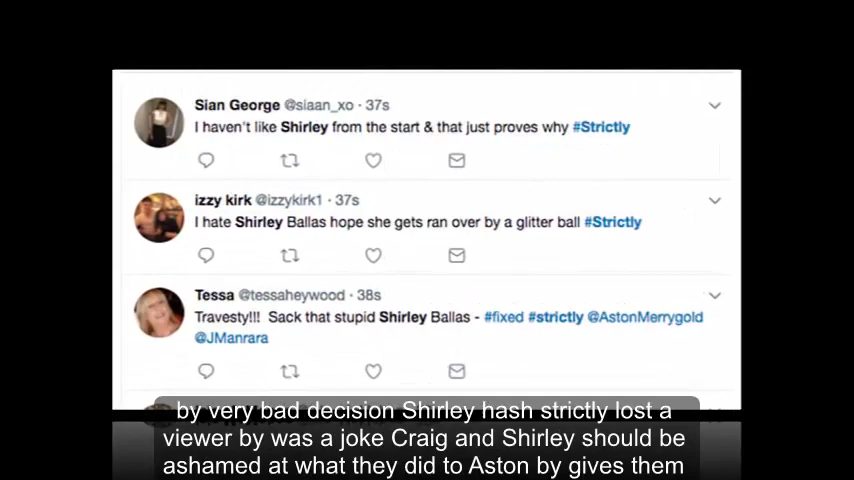 Sian George @siaan_xo · 37s
I haven't like Shirley from the start & that just proves why #Strictly
izzy kirk @izzykirk1 · 37s
I hate Shirley Ballas hope she gets ran over by a glitter ball #Strictly
Tessa @tessaheywood · 38s
Travesty!!! Sack that stupid Shirley Ballas - #fixed #strictly @AstonMerrygold
@JManrara
by very bad decision Shirley hash strictly lost a
viewer by was a joke Craig and Shirley should be
ashamed at what they did to Aston by gives them